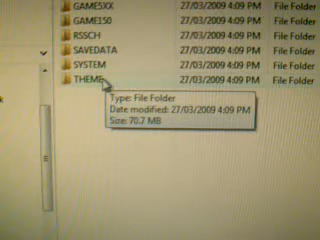 GAME5XX 27/03/2009 4:09 PM File Folder
GAME150 27/03/2009 4:09 PM File Folder
RSSCH 27/03/2009 4:09 PM File Folder
SAVEDATA 27/03/2009 4:09 PM File Folder
SYSTEM 27/03/2009 4:09 PM File Folder
THEME 27/03/2009 4:09 PM File Folder
Type: File Folder
Date modified: 27/03/2009 4:09 PM
Size: 70.7 MB